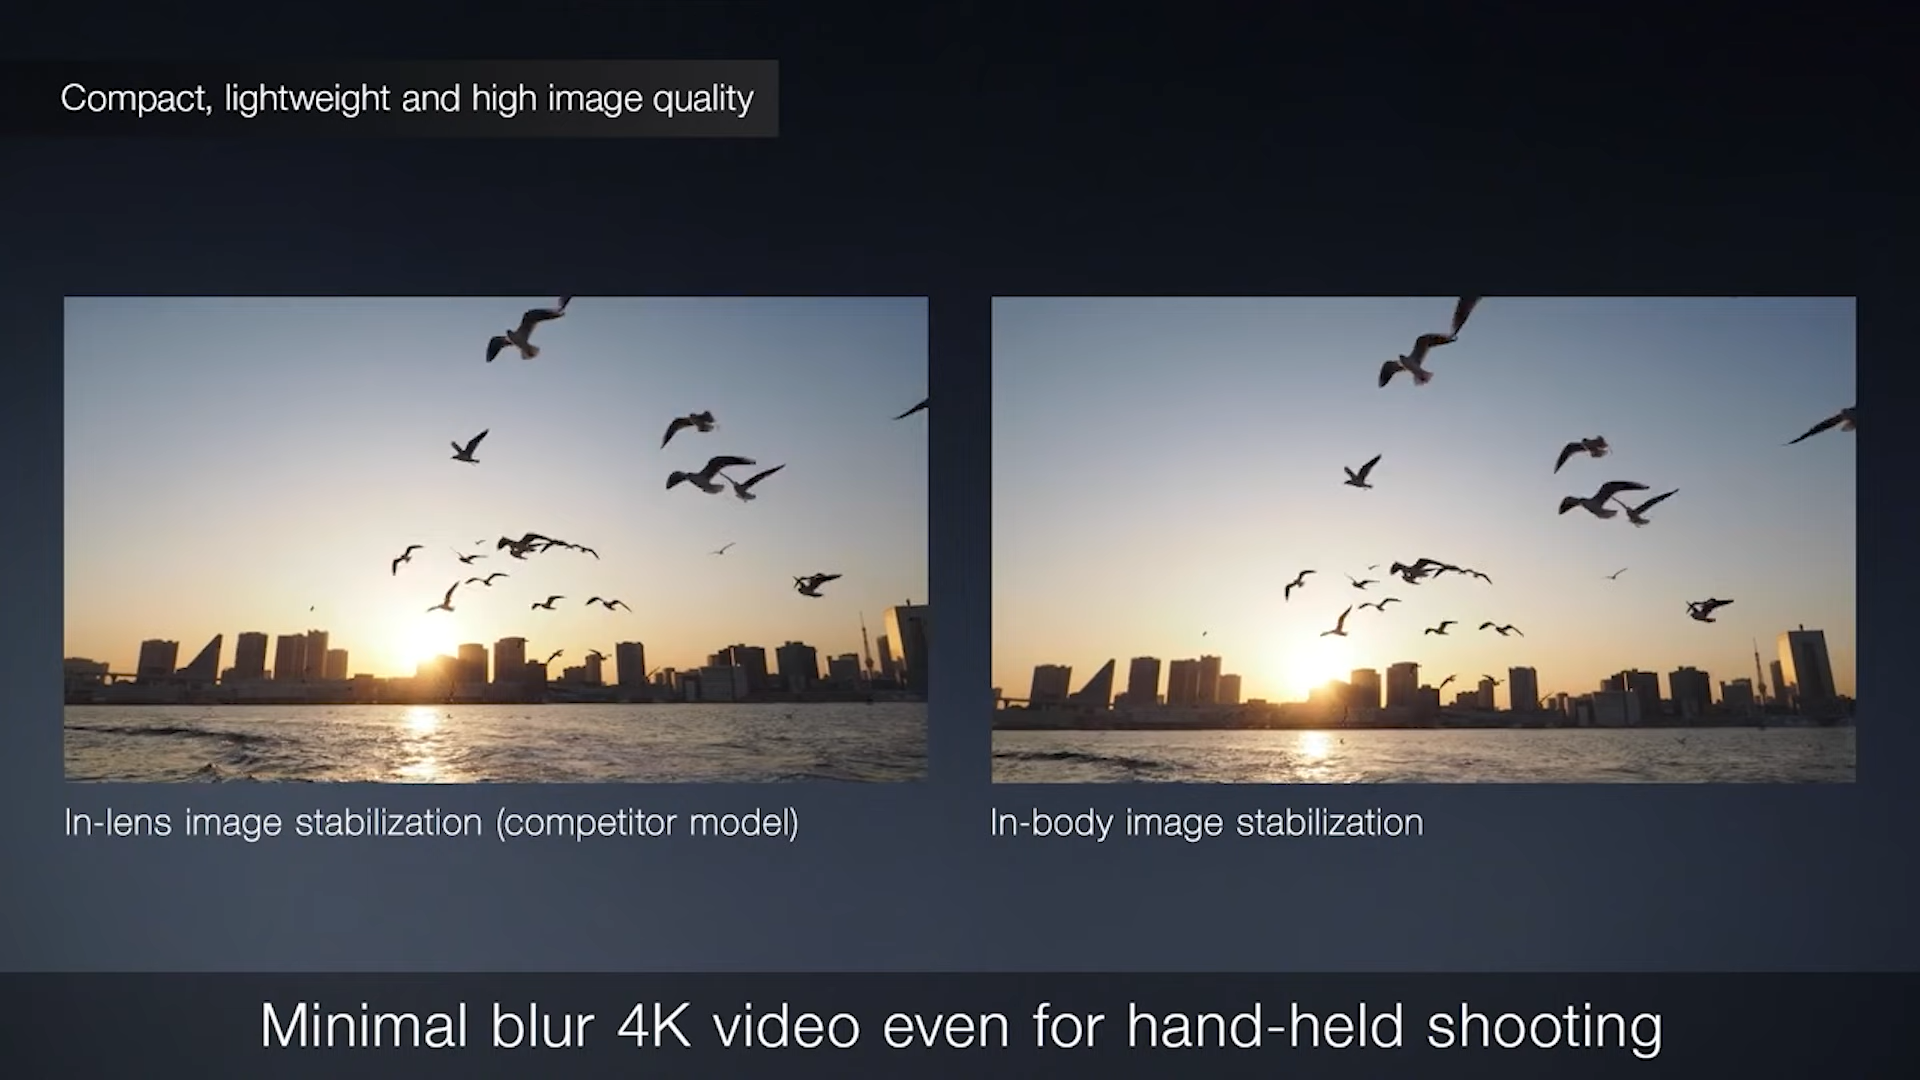 Compact, lightweight and high image quality
In-lens image stabilization (competitor model)
In-body image stabilization
Minimal blur 4K video even for hand-held shooting